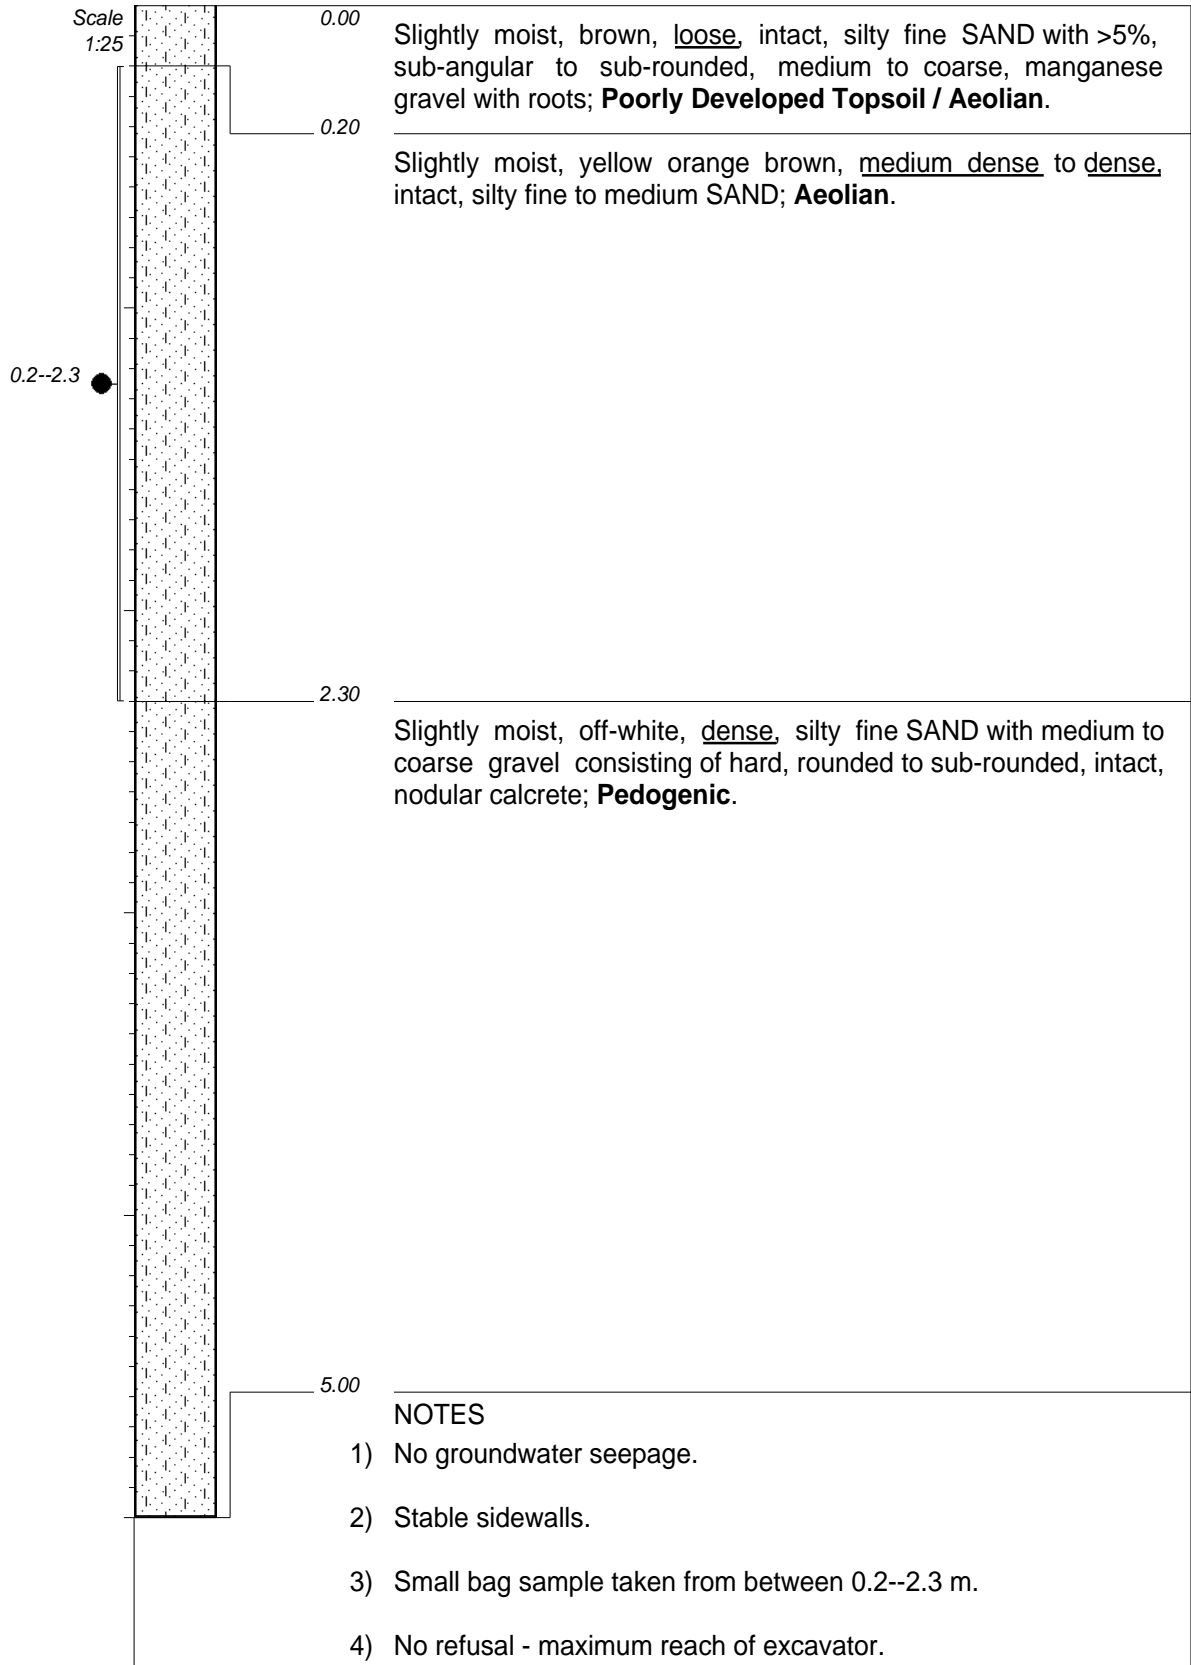 Scale
1:25
0.00
Slightly moist, brown, loose, intact, silty fine SAND with >5%,
sub-angular to sub-rounded, medium to coarse, manganese
gravel with roots; Poorly Developed Topsoil / Aeolian.
0.20
Slightly moist, yellow orange brown, medium dense to dense,
intact, silty fine to medium SAND; Aeolian.
0.2--2.3
2.30
Slightly moist, off-white, dense, silty fine SAND with medium to
coarse gravel consisting of hard, rounded to sub-rounded, intact,
nodular calcrete; Pedogenic.
5.00
NOTES
1) No groundwater seepage.
2) Stable sidewalls.
3) Small bag sample taken from between 0.2--2.3 m.
4) No refusal - maximum reach of excavator.